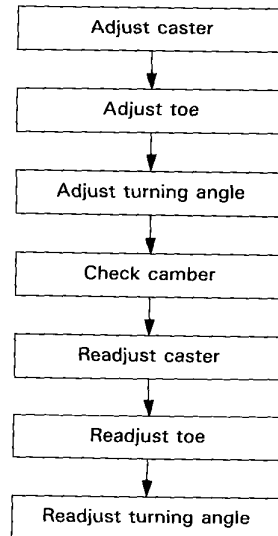 Adjust caster
Adjust toe
Adjust turning angle
Check camber
Readjust caster
Readjust toe
Readjust turning angle